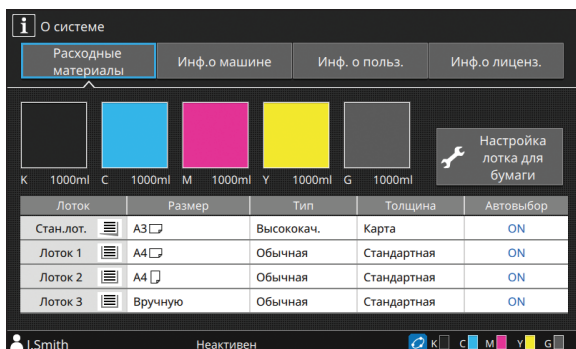 О системе
Расходные
материалы
Инф.о машине
Инф. о польз.
Инф.о лиценз.
K 1000ml C 1000ml M 1000ml Y 1000ml G 1000ml
Настройка
лотка для
бумаги
Лоток Размер Тип Толщина Автовыбор
Стан.лот. A3 Высококач. Карта ON
Лоток 1 A4 Обычная Стандартная ON
Лоток 2 A4 Обычная Стандартная ON
Лоток 3 Вручную Обычная Стандартная ON
J.Smith Неактивен K C M Y G